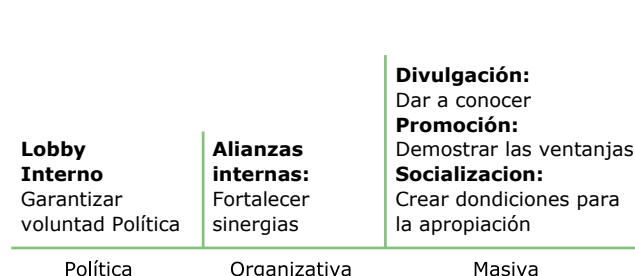 Lobby
Interno
Garantizar
voluntad Política
Alianzas
internas:
Fortalecer
sinergias
Divulgación:
Dar a conocer
Promoción:
Demostrar las ventanjas
Socializacion:
Crear dondiciones para
la apropiación
Política
Organizativa
Masiva